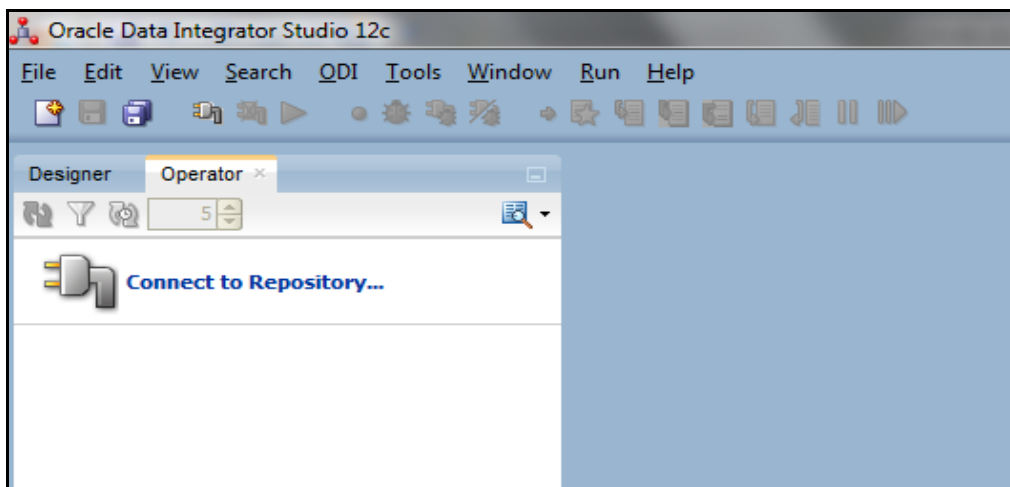 Oracle Data Integrator Studio 12c
File Edit View Search ODI Tools Window Run Help
Designer Operator
5
Connect to Repository...